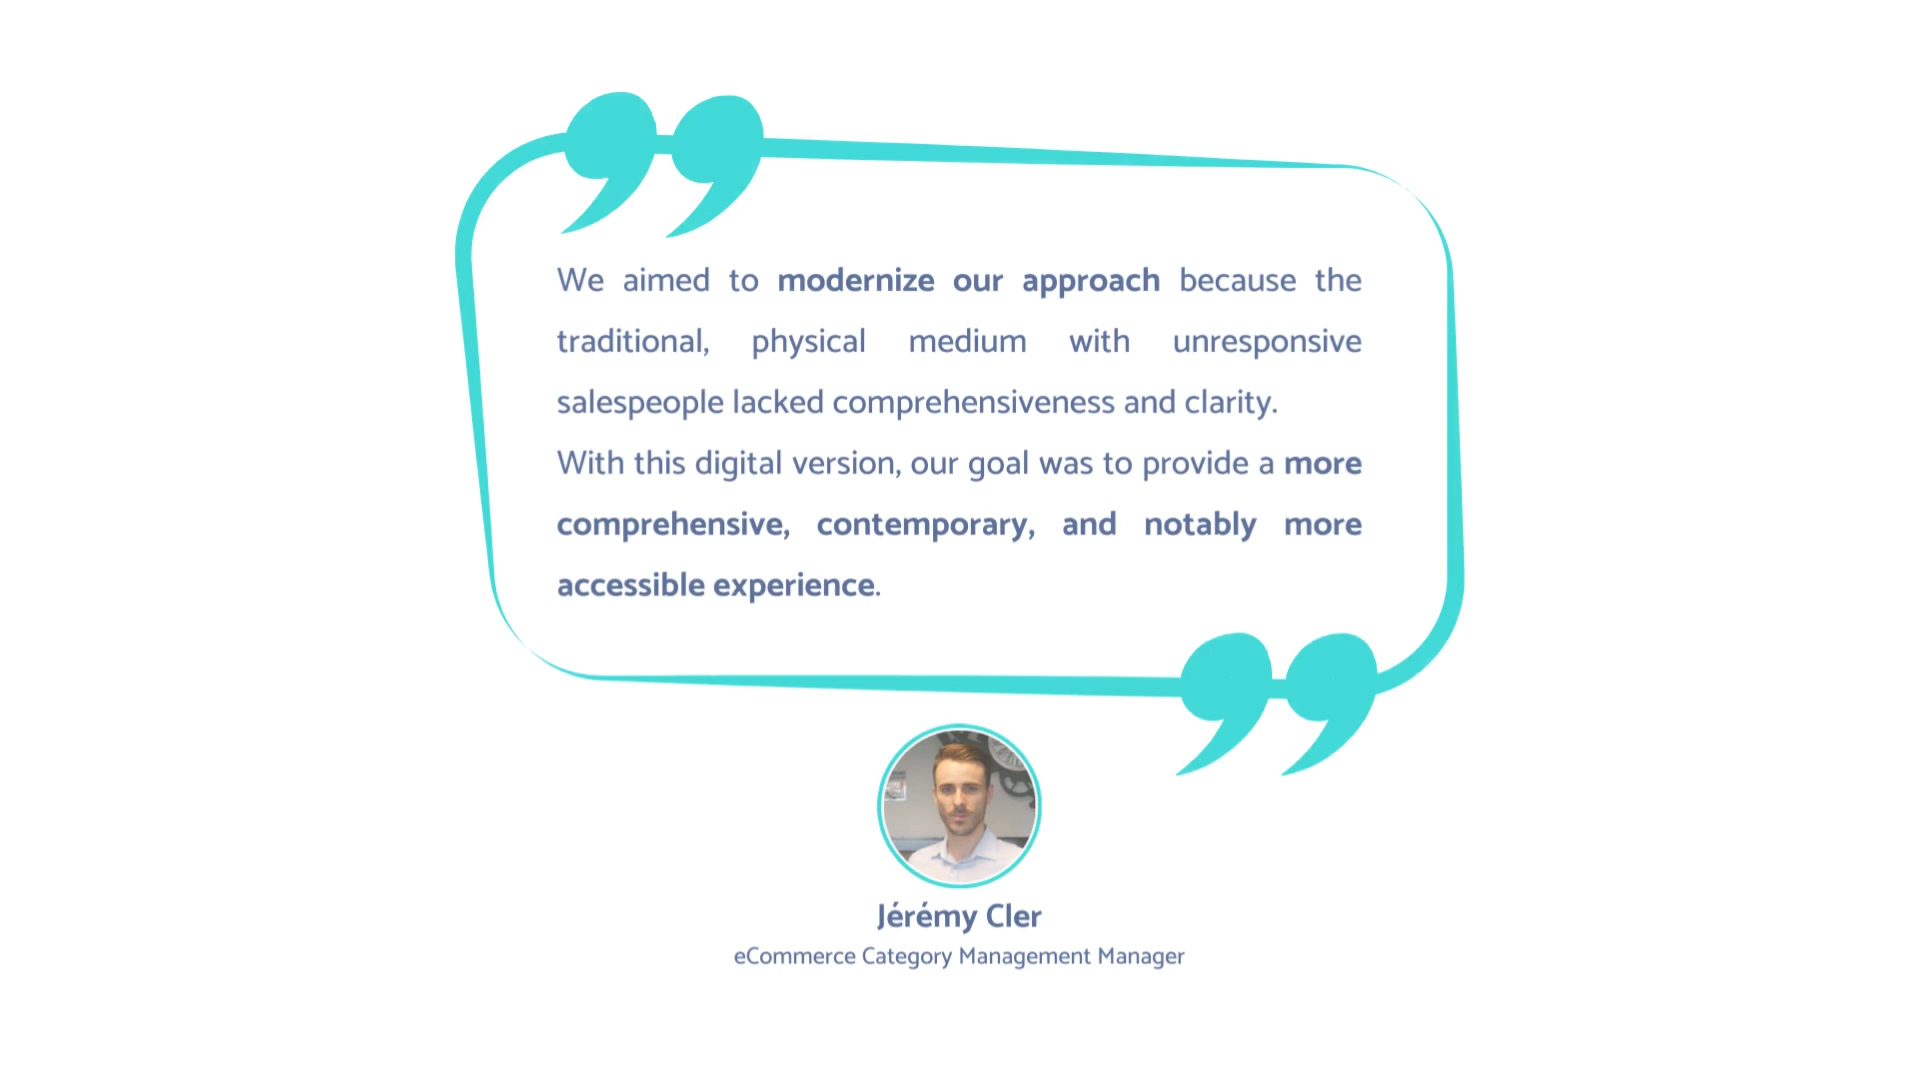 We aimed to modernize our approach because the
traditional, physical medium with unresponsive
salespeople lacked comprehensiveness and clarity.
With this digital version, our goal was to provide a more
comprehensive, contemporary, and notably more
accessible experience.
Jérémy Cler
eCommerce Category Management Manager